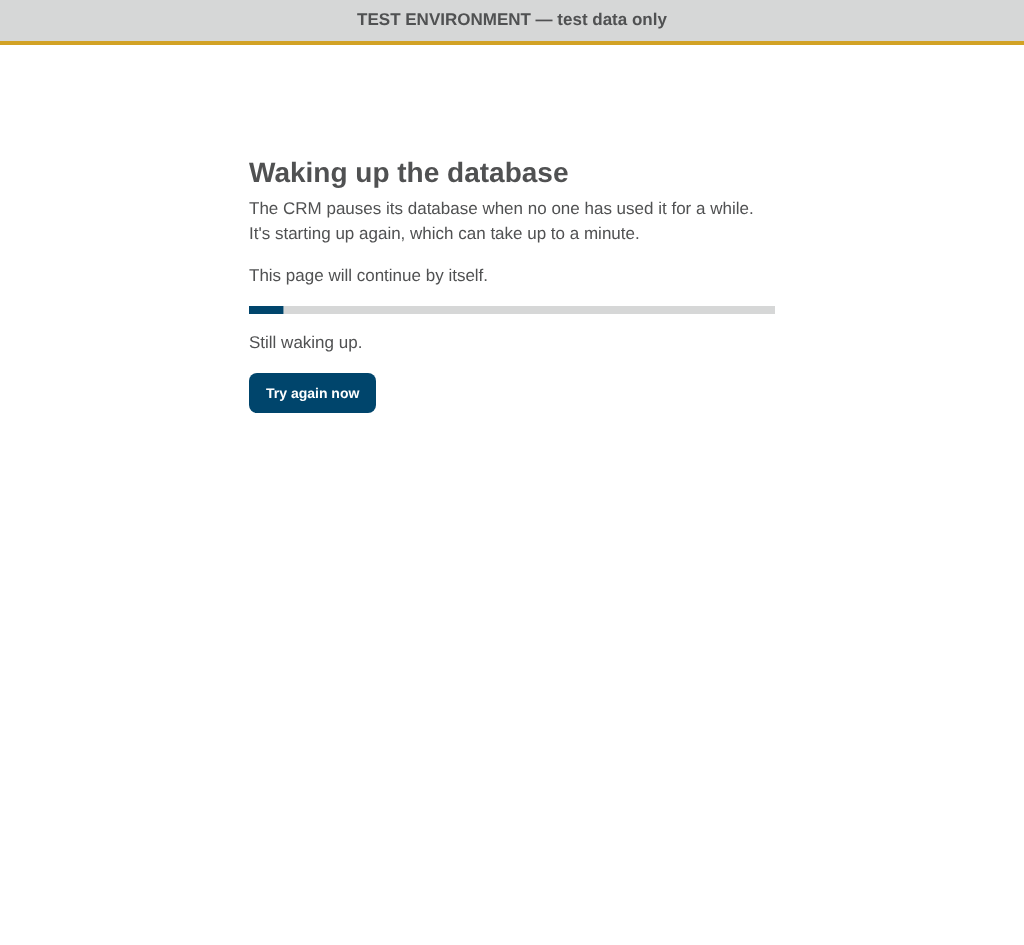 TEST ENVIRONMENT — test data only
Waking up the database
The CRM pauses its database when no one has used it for a while.
It's starting up again, which can take up to a minute.
This page will continue by itself.
Still waking up.
Try again now